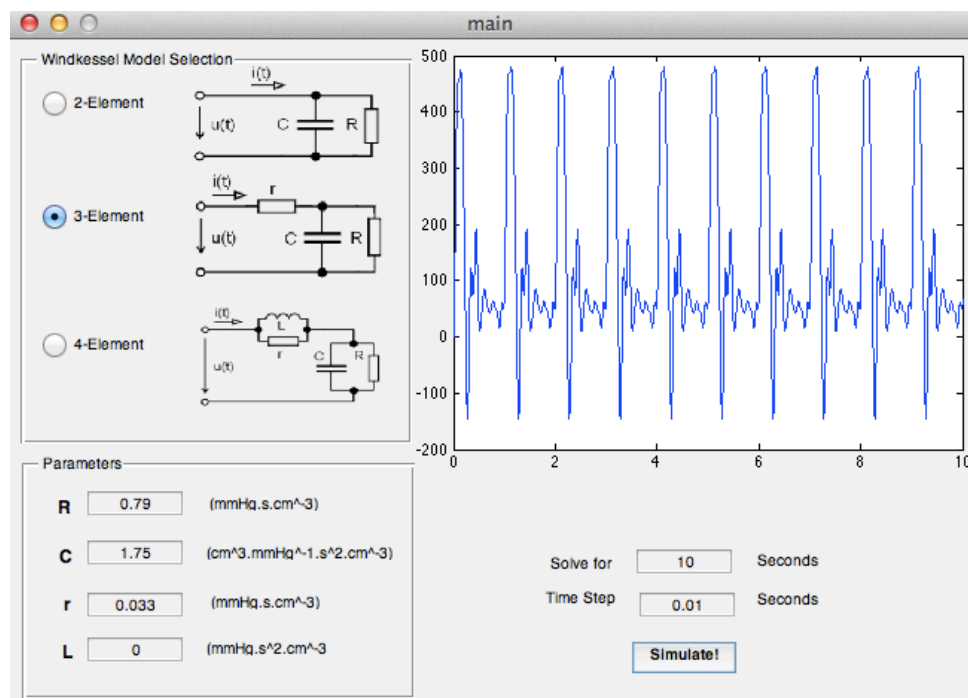 main
Windkessel Model Selection
2-Element
i(t)
u(t)
C
R
3-Element
i(t)
r
u(t)
C
R
4-Element
i(t)
L
r
u(t)
C
R
500
400
300
200
100
0
-100
-200
0 2 4 6 8 10
Parameters
R 0.79 (mmHg.s.cm^-3)
C 1.75 (cm^3.mmHg^-1.s^2.cm^-3)
r 0.033 (mmHg.s.cm^-3)
L 0 (mmHg.s^2.cm^-3
Solve for 10 Seconds
Time Step 0.01 Seconds
Simulate!